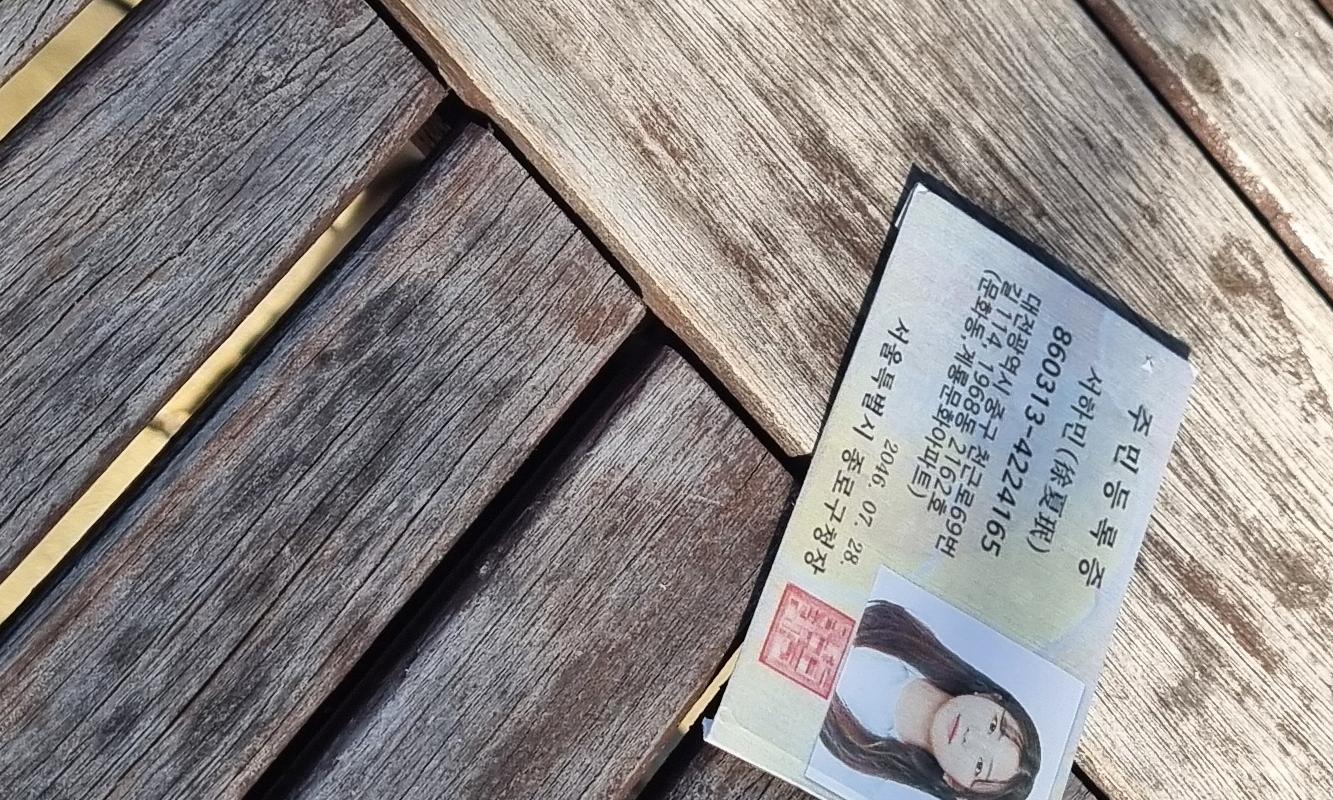 주민등록증
서하민(徐夏珉)
860313-4224165
대전광역시 중구 천근로69번
길 114, 1968동 2162호
(문화동,계룡문화아파트)
2046. 07. 28.
서울특별시 종로구청장